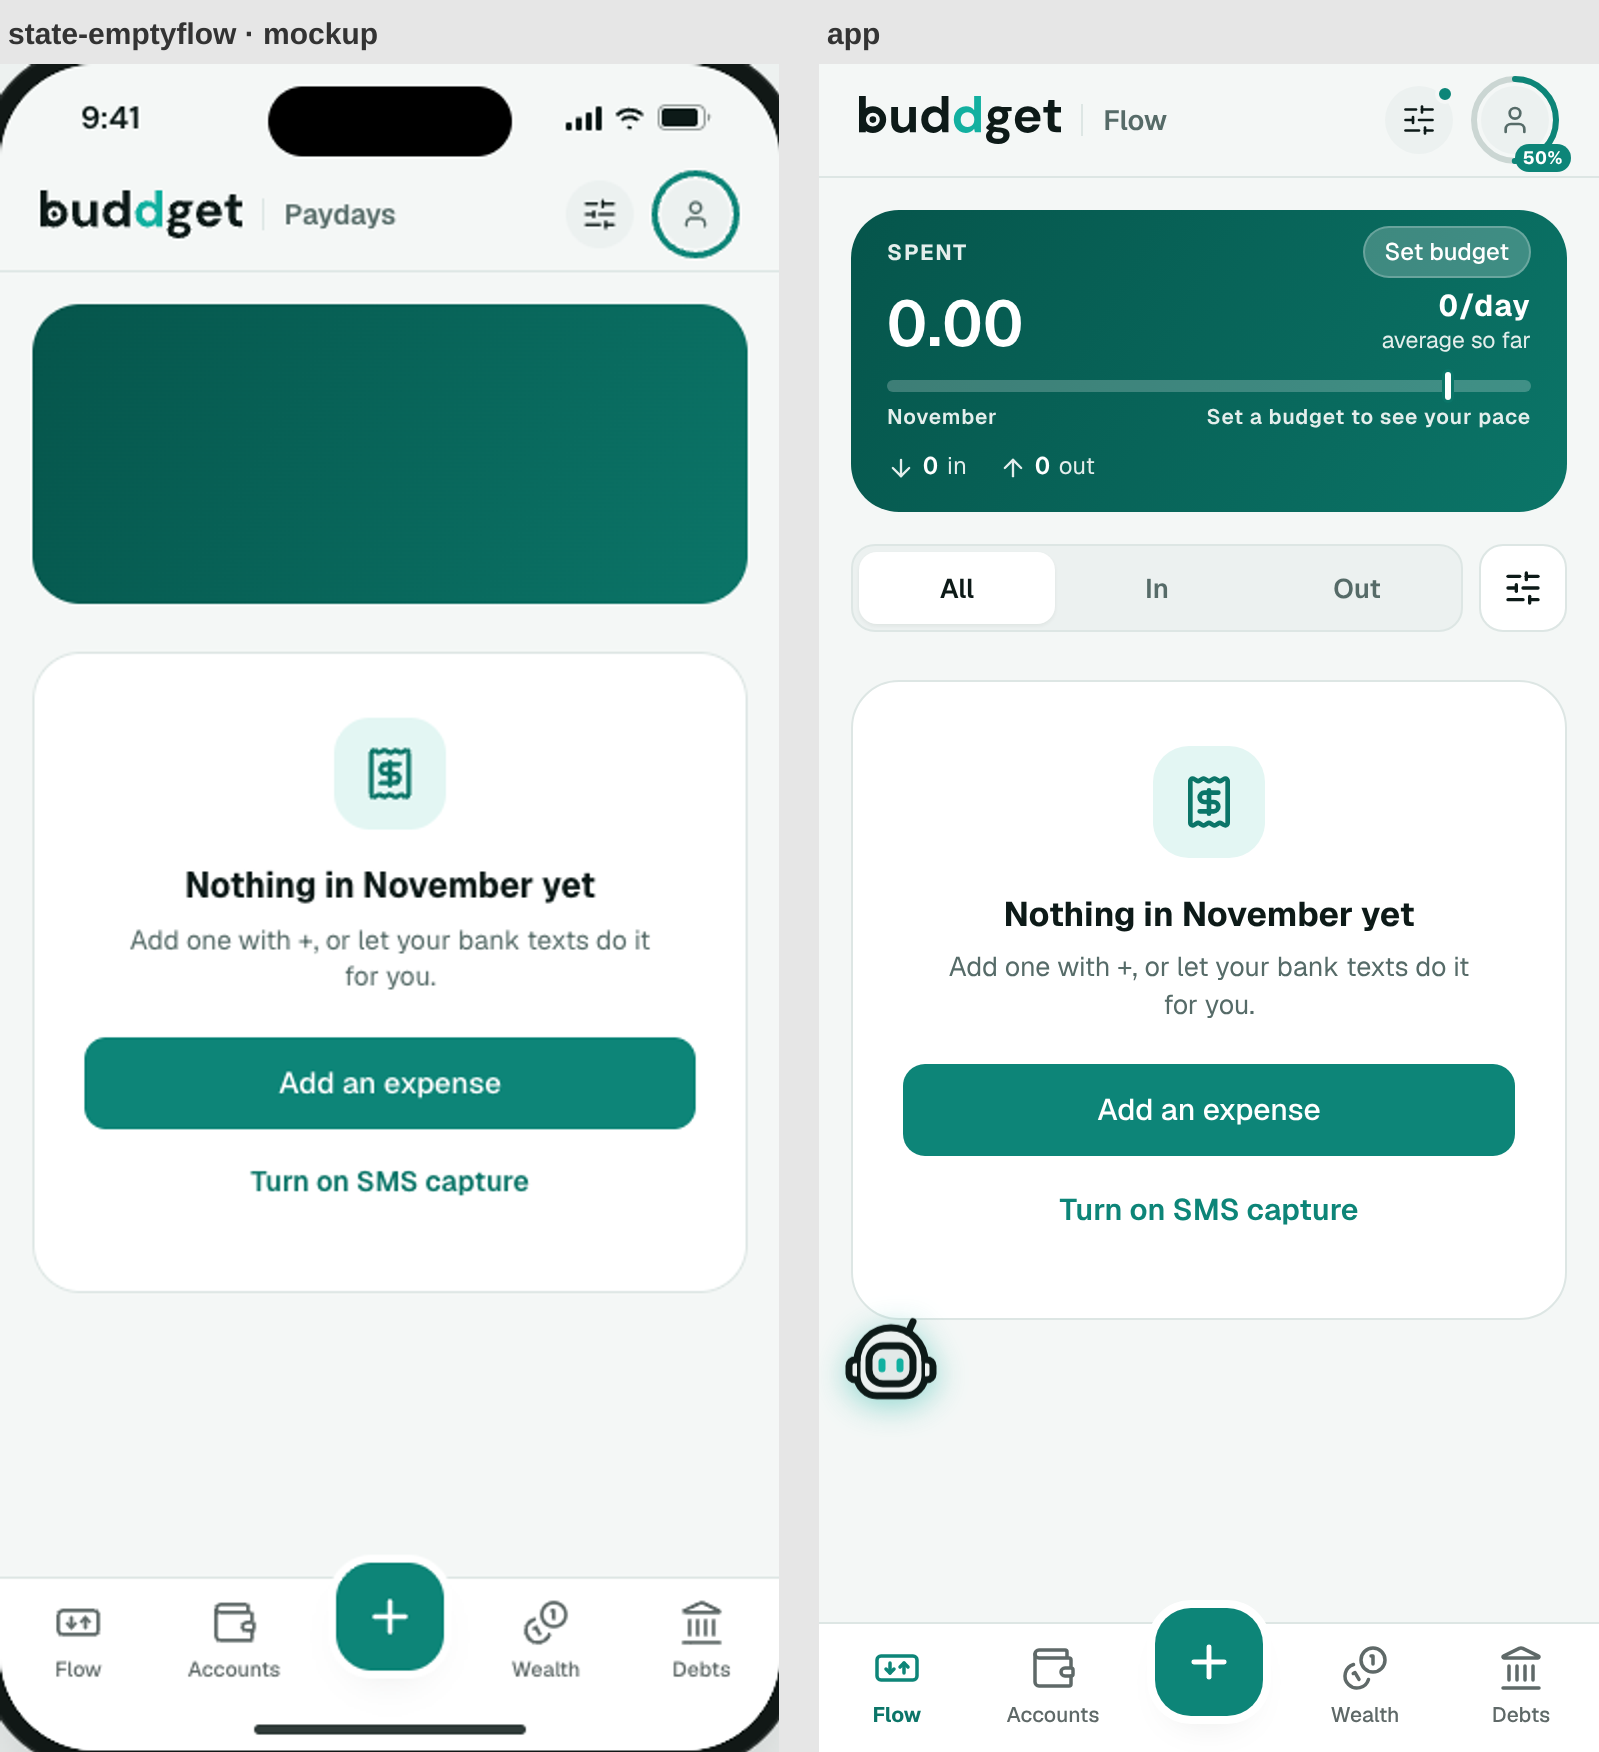 state-emptyflow · mockup
9:41
buddget
Paydays
Nothing in November yet
Add one with +, or let your bank texts do it
for you.
Add an expense
Turn on SMS capture
Flow
Accounts
Wealth
Debts
app
buddget
Flow
50%
SPENT
Set budget
0.00
0/day
average so far
November
Set a budget to see your pace
0 in
0 out
All
In
Out
Nothing in November yet
Add one with +, or let your bank texts do it
for you.
Add an expense
Turn on SMS capture
Flow
Accounts
Wealth
Debts